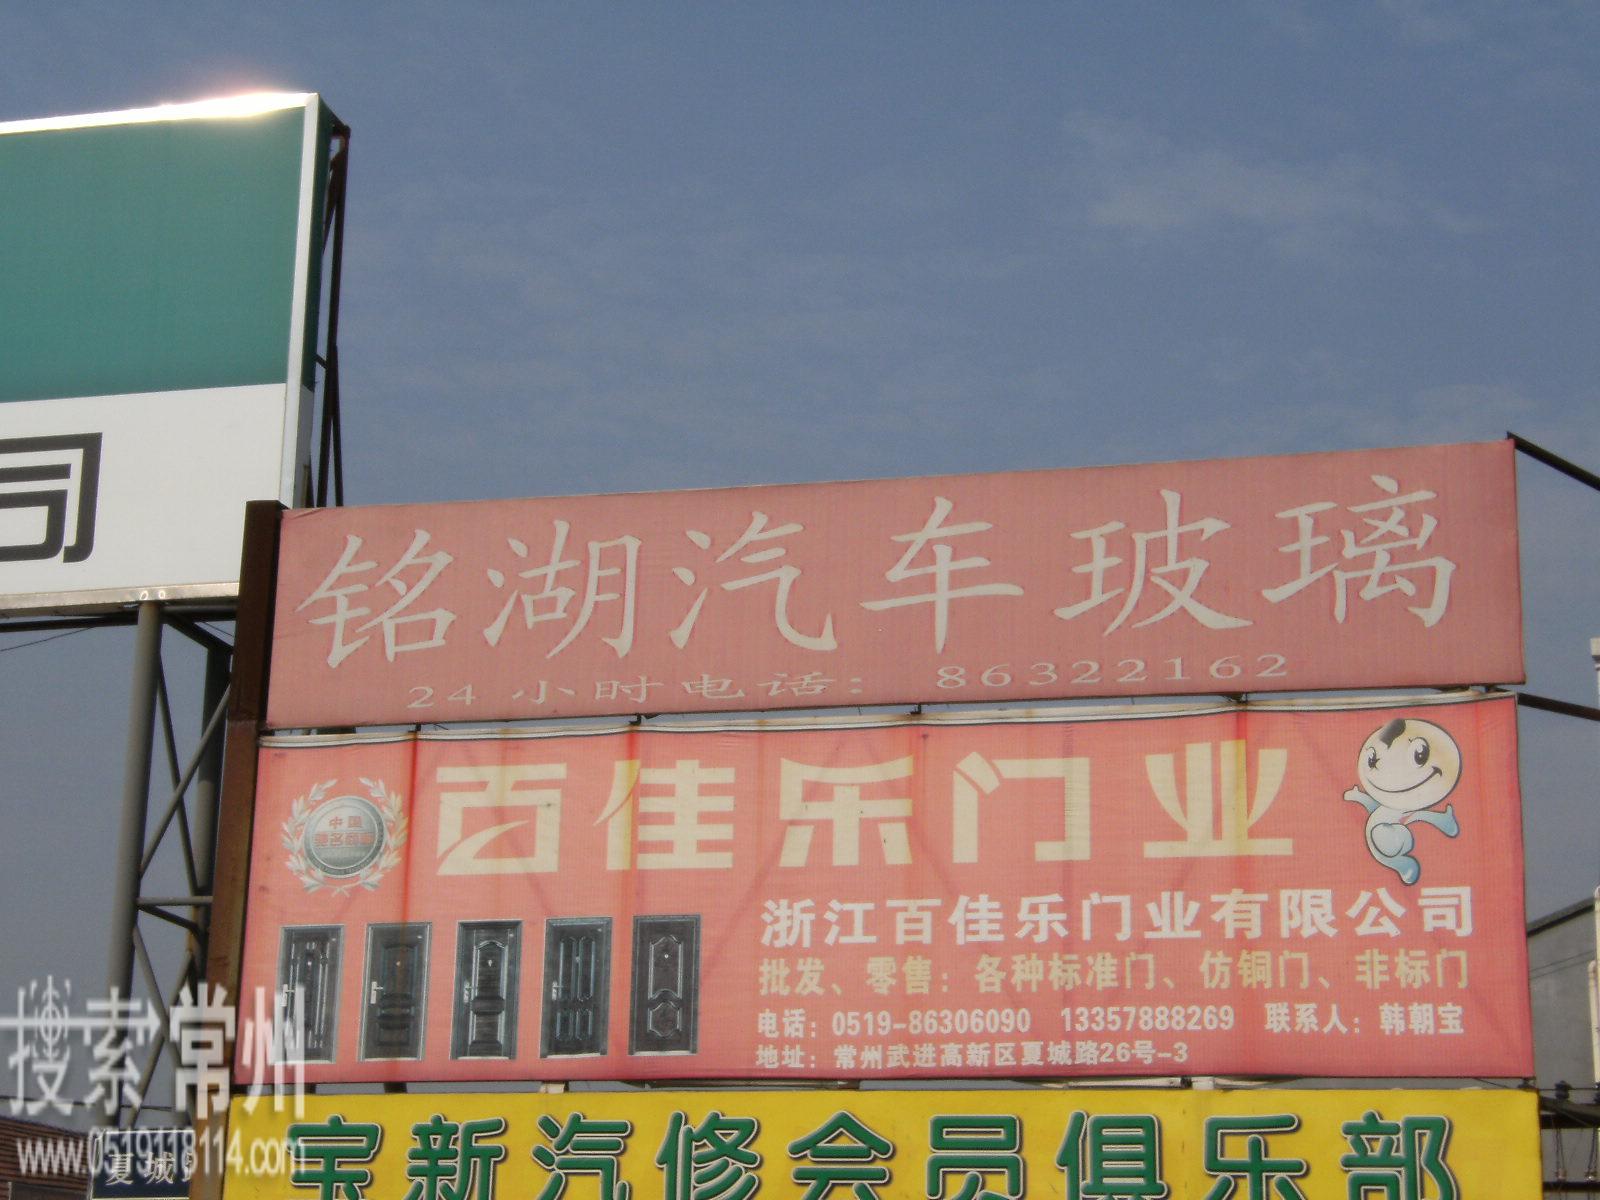 司
铭湖汽车玻璃
24小时电话: 86322162
中国
百佳乐门业
浙江百佳乐门业有限公司
批发、零售: 各种标准门、仿铜门、非标门
电话: 0519-86306090 13357888269 联系人: 韩朝宝
地址: 常州武进高新区夏城路26号-3
宝新汽修会员俱乐部
搜索常州
www.0519118114.com
夏城